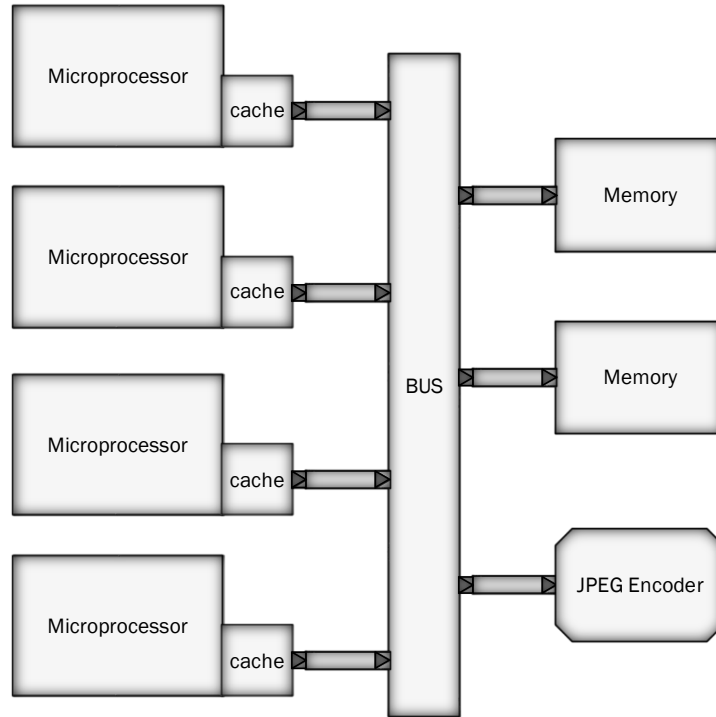 Microprocessor
cache
Microprocessor
cache
Microprocessor
cache
Microprocessor
cache
BUS
Memory
Memory
JPEG Encoder